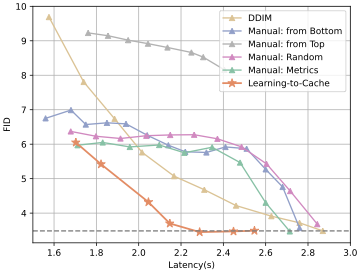 10
9
8
7
6
5
4
FID
1.6
1.8
2.0
2.2
2.4
2.6
2.8
3.0
Latency(s)
DDIM
Manual: from Bottom
Manual: from Top
Manual: Random
Manual: Metrics
Learning-to-Cache